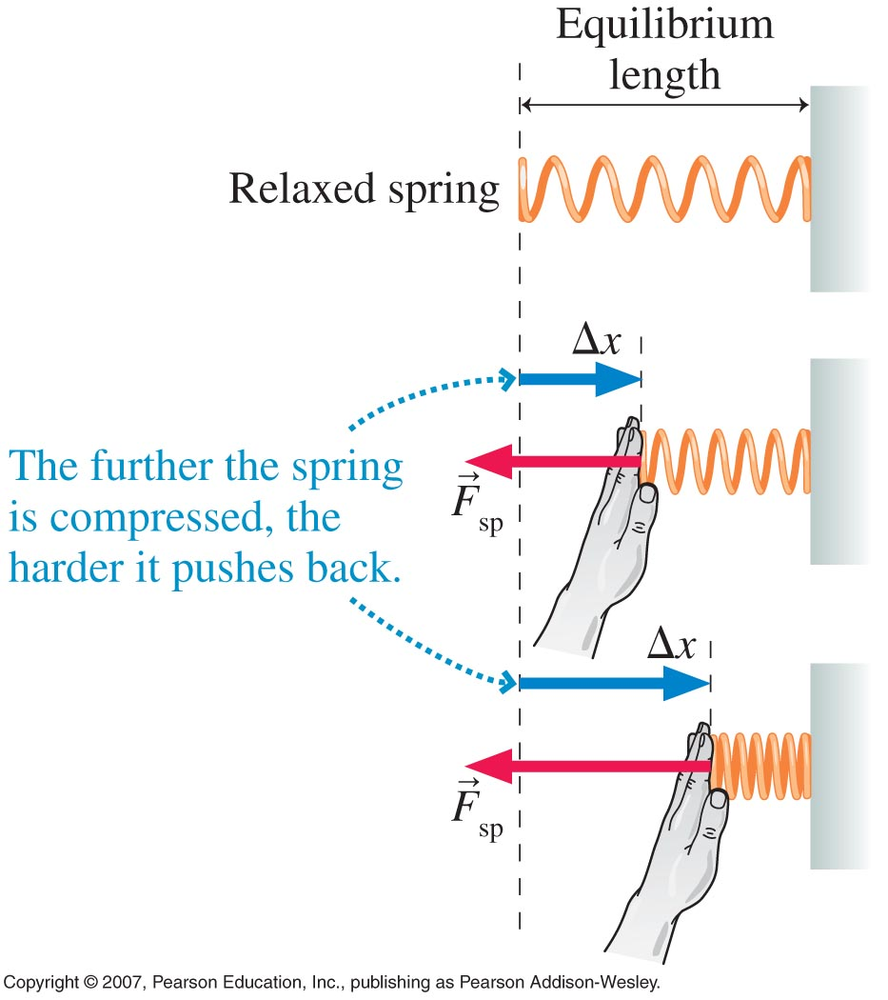 Equilibrium
length
Relaxed spring
Δx
The further the spring
is compressed, the
harder it pushes back.
F⃗sp
Δx
F⃗sp
Copyright © 2007, Pearson Education, Inc., publishing as Pearson Addison-Wesley.